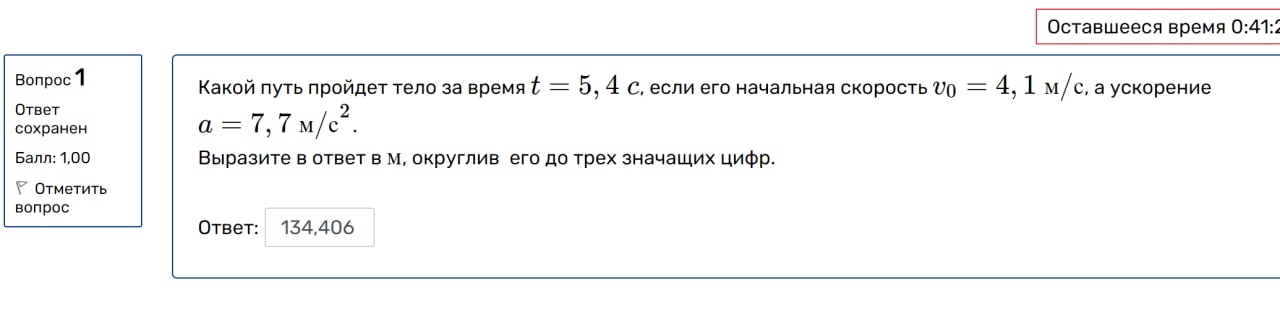 Оставшееся время 0:41:2
Вопрос 1
Ответ
сохранен
Балл: 1,00
Отметить
вопрос
Какой путь пройдет тело за время t = 5, 4 c, если его начальная скорость v₀ = 4, 1 м/с, а ускорение
a = 7, 7 м/с².
Выразите в ответ в м, округлив его до трех значащих цифр.
Ответ: 134,406